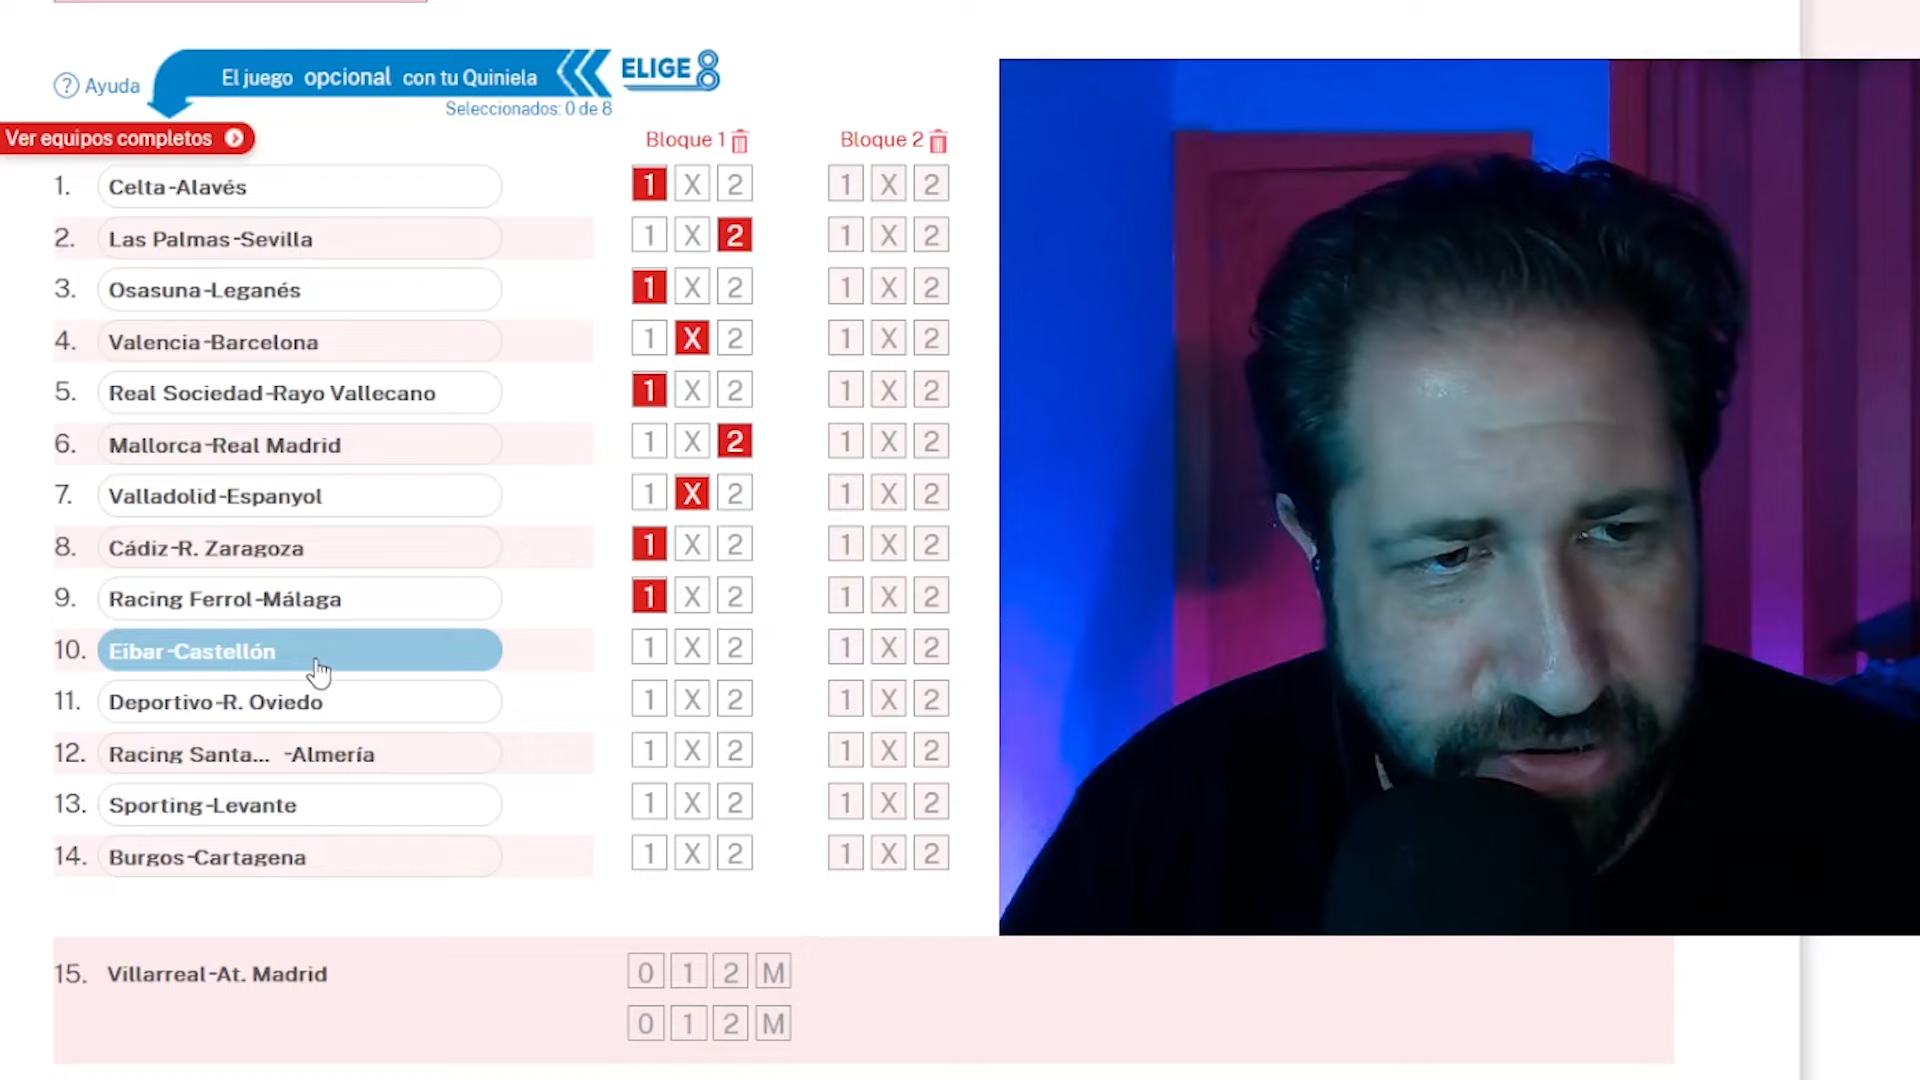 ? Ayuda
El juego opcional con tu Quiniela
ELIGE 8
Seleccionados: 0 de 8
Ver equipos completos
Bloque 1 Bloque 2
1. Celta-Alavés 1 X 2 1 X 2
2. Las Palmas-Sevilla 1 X 2 1 X 2
3. Osasuna-Leganés 1 X 2 1 X 2
4. Valencia-Barcelona 1 X 2 1 X 2
5. Real Sociedad-Rayo Vallecano 1 X 2 1 X 2
6. Mallorca-Real Madrid 1 X 2 1 X 2
7. Valladolid-Espanyol 1 X 2 1 X 2
8. Cádiz-R. Zaragoza 1 X 2 1 X 2
9. Racing Ferrol-Málaga 1 X 2 1 X 2
10. Eibar-Castellón 1 X 2 1 X 2
11. Deportivo-R. Oviedo 1 X 2 1 X 2
12. Racing Santa... -Almería 1 X 2 1 X 2
13. Sporting-Levante 1 X 2 1 X 2
14. Burgos-Cartagena 1 X 2 1 X 2
15. Villarreal-At. Madrid 0 1 2 M
0 1 2 M